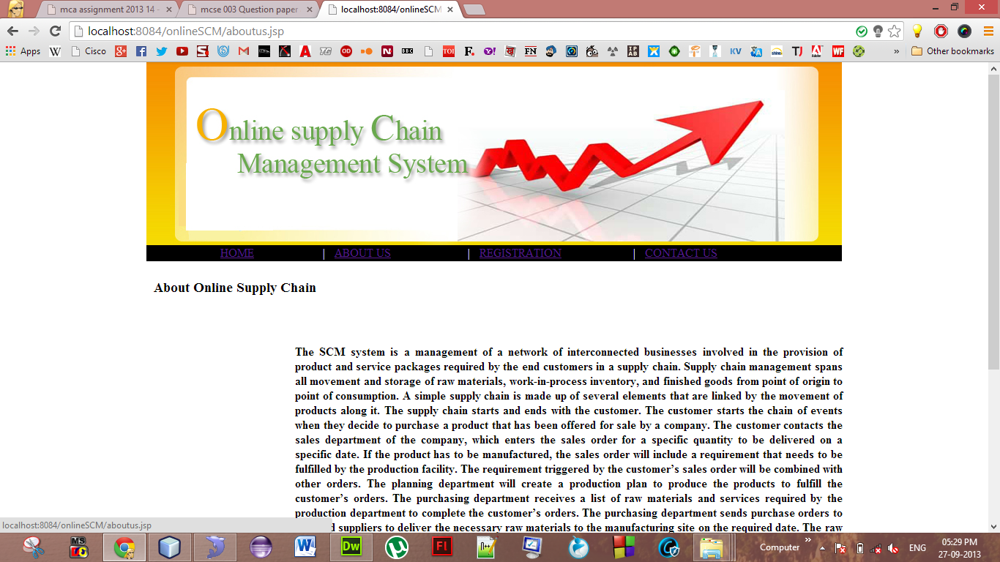 mca assignment 2013 14 -
mcse 003 Question paper
localhost:8084/onlineSCM
localhost:8084/onlineSCM/aboutus.jsp
Apps
Cisco
Other bookmarks
Online supply Chain
Management System
HOME | ABOUT US | REGISTRATION | CONTACT US
About Online Supply Chain
The SCM system is a management of a network of interconnected businesses involved in the provision of
product and service packages required by the end customers in a supply chain. Supply chain management spans
all movement and storage of raw materials, work-in-process inventory, and finished goods from point of origin to
point of consumption. A simple supply chain is made up of several elements that are linked by the movement of
products along it. The supply chain starts and ends with the customer. The customer starts the chain of events
when they decide to purchase a product that has been offered for sale by a company. The customer contacts the
sales department of the company, which enters the sales order for a specific quantity to be delivered on a
specific date. If the product has to be manufactured, the sales order will include a requirement that needs to be
fulfilled by the production facility. The requirement triggered by the customer’s sales order will be combined with
other orders. The planning department will create a production plan to produce the products to fulfill the
customer’s orders. The purchasing department receives a list of raw materials and services required by the
production department to complete the customer’s orders. The purchasing department sends purchase orders to
suppliers to deliver the necessary raw materials to the manufacturing site on the required date. The raw
localhost:8084/onlineSCM/aboutus.jsp
Computer
ENG
05:29 PM
27-09-2013